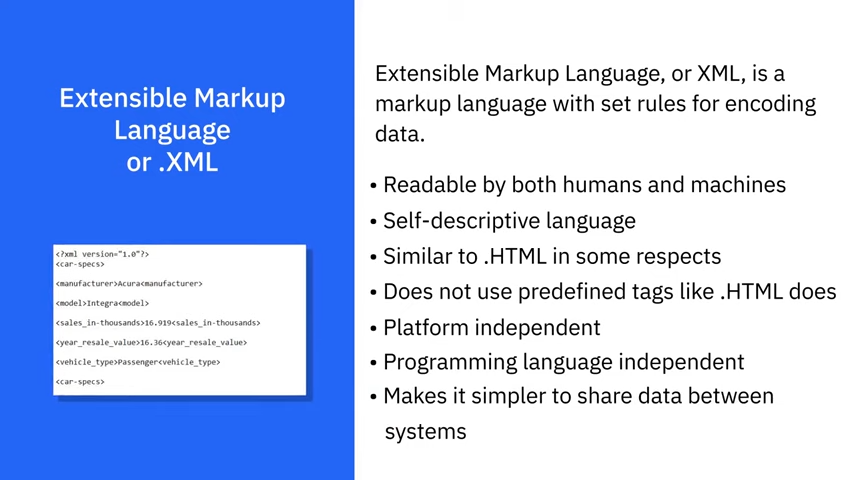 Extensible Markup
Language
or .XML
<?xml version="1.0"?>
<car-specs>
<manufacturer>Acura<manufacturer>
<model>Integra<model>
<sales_in-thousands>16.919<sales_in-thousands>
<year_resale_value>16.36<year_resale_value>
<vehicle_type>Passenger<vehicle_type>
<car-specs>
Extensible Markup Language, or XML, is a
markup language with set rules for encoding
data.
• Readable by both humans and machines
• Self-descriptive language
• Similar to .HTML in some respects
• Does not use predefined tags like .HTML does
• Platform independent
• Programming language independent
• Makes it simpler to share data between
systems